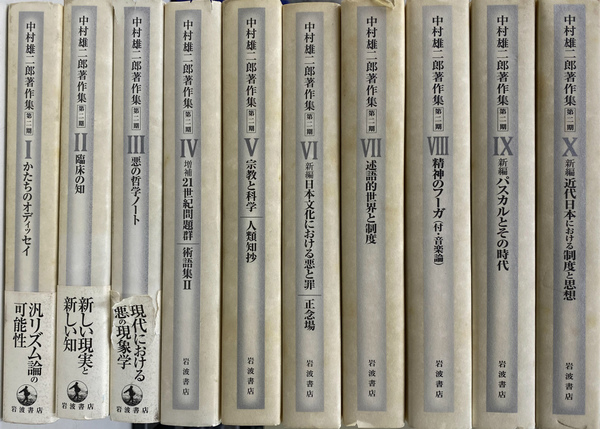 中村雄二郎著作集 第二期
I
かたちのオディッセイ
汎リズム論の
可能性
岩波書店
中村雄二郎著作集 第二期
II
臨床の知
新しい現実と
新しい知
岩波書店
中村雄二郎著作集 第二期
III
悪の哲学ノート
現代における
悪の現象学
岩波書店
中村雄二郎著作集 第二期
IV
増補 21世紀問題群 術語集II
岩波書店
中村雄二郎著作集 第二期
V
宗教と科学 人類知抄
岩波書店
中村雄二郎著作集 第二期
VI
新編 日本文化における悪と罪 正念場
岩波書店
中村雄二郎著作集 第二期
VII
述語的世界と制度
岩波書店
中村雄二郎著作集 第二期
VIII
精神のフーガ(付・音楽論)
岩波書店
中村雄二郎著作集 第二期
IX
新編 パスカルとその時代
岩波書店
中村雄二郎著作集 第二期
X
新編 近代日本における制度と思想
岩波書店